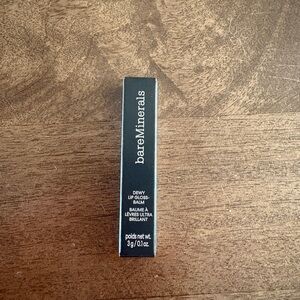 bareMinerals
DEWY
LIP GLOSS-
BALM
BAUME À
LÈVRES ULTRA
BRILLANT
poids net wt.
3 g / 0.1 oz.